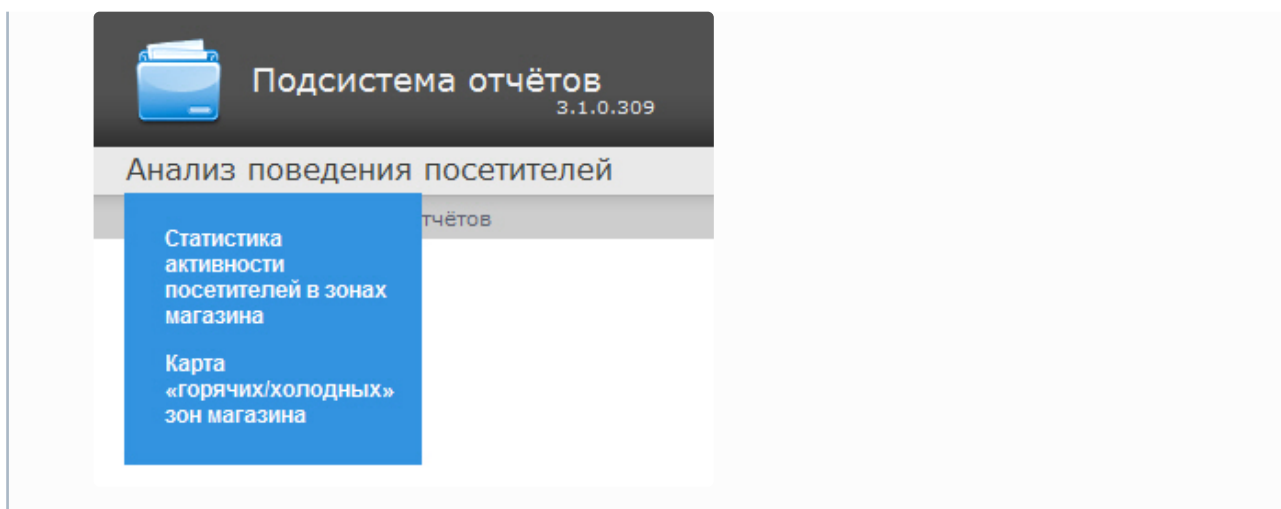 Подсистема отчётов
3.1.0.309
Анализ поведения посетителей
тчётов
Статистика
активности
посетителей в зонах
магазина
Карта
«горячих/холодных»
зон магазина